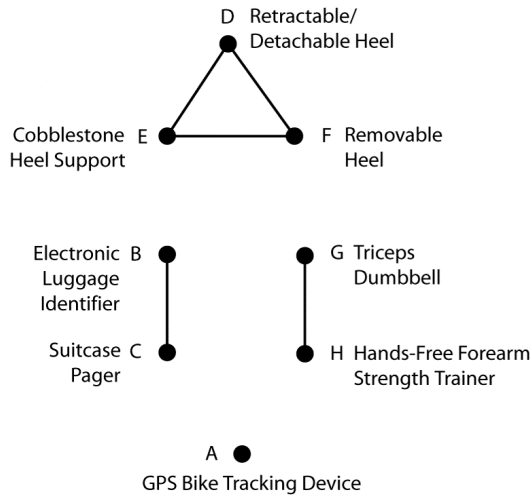 D Retractable/
Detachable Heel
Cobblestone E
Heel Support
F Removable
Heel
Electronic B
Luggage
Identifier
G Triceps
Dumbbell
Suitcase C
Pager
H Hands-Free Forearm
Strength Trainer
A
GPS Bike Tracking Device